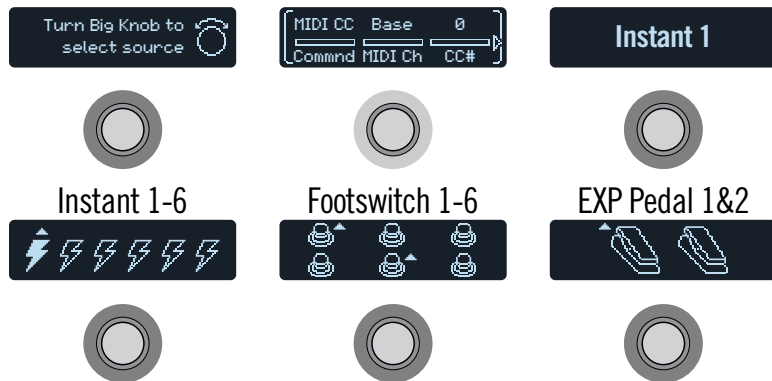 Turn Big Knob to
select source
MIDI CC Base 0
Commnd MIDI Ch CC#
Instant 1
Instant 1-6
Footswitch 1-6
EXP Pedal 1&2